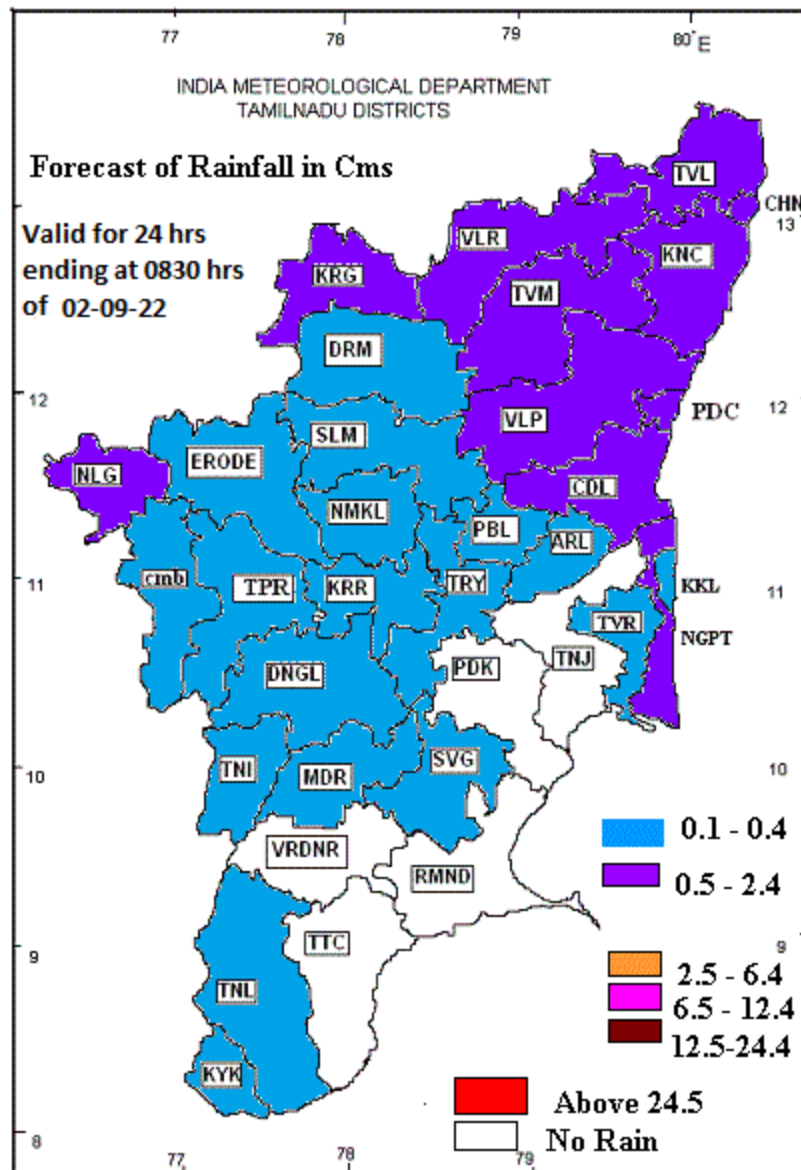 77 78 79 80°E
INDIA METEOROLOGICAL DEPARTMENT
TAMILNADU DISTRICTS
Forecast of Rainfall in Cms
TVL
CHN
13
Valid for 24 hrs
ending at 0830 hrs
of 02-09-22
VLR
KNC
KRG
TVM
DRM
12
12
PDC
VLP
SLM
ERODE
NLG
CDL
NMKL
PBL
ARL
11
cmb
TPR
KRR
TRY
KKL
11
TVR
NGPT
DNGL
PDK
TNJ
10
TNI
MDR
SVG
10
0.1 - 0.4
VRDNR
RMND
0.5 - 2.4
9
TTC
9
2.5 - 6.4
TNL
6.5 - 12.4
12.5-24.4
KYK
Above 24.5
No Rain
8
77 78 79